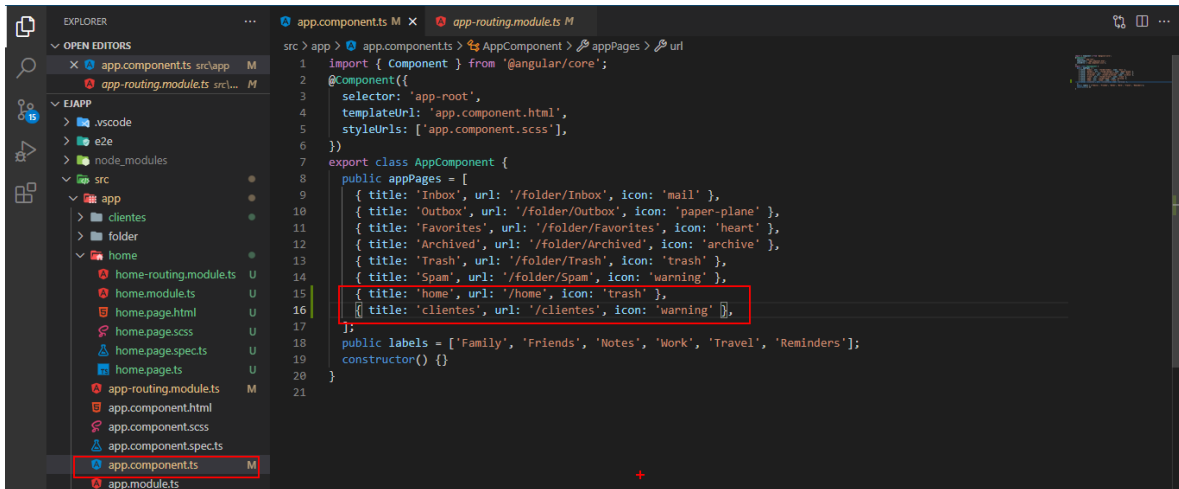 EXPLORER
···
OPEN EDITORS
app.component.ts src\app M
app-routing.module.ts src\... M
EJAPP
.vscode
e2e
node_modules
src
app
clientes
folder
home
home-routing.module.ts U
home.module.ts U
home.page.html U
home.page.scss U
home.page.spec.ts U
home.page.ts U
app-routing.module.ts M
app.component.html
app.component.scss
app.component.spec.ts
app.component.ts M
app.module.ts
15
app.component.ts M
app-routing.module.ts M
src > app > app.component.ts > AppComponent > appPages > url
1 import { Component } from '@angular/core';
2 @Component({
3 selector: 'app-root',
4 templateUrl: 'app.component.html',
5 styleUrls: ['app.component.scss'],
6 })
7 export class AppComponent {
8 public appPages = [
9 { title: 'Inbox', url: '/folder/Inbox', icon: 'mail' },
10 { title: 'Outbox', url: '/folder/Outbox', icon: 'paper-plane' },
11 { title: 'Favorites', url: '/folder/Favorites', icon: 'heart' },
12 { title: 'Archived', url: '/folder/Archived', icon: 'archive' },
13 { title: 'Trash', url: '/folder/Trash', icon: 'trash' },
14 { title: 'Spam', url: '/folder/Spam', icon: 'warning' },
15 { title: 'home', url: '/home', icon: 'trash' },
16 { title: 'clientes', url: '/clientes', icon: 'warning' },
17 ];
18 public labels = ['Family', 'Friends', 'Notes', 'Work', 'Travel', 'Reminders'];
19 constructor() {}
20 }
21